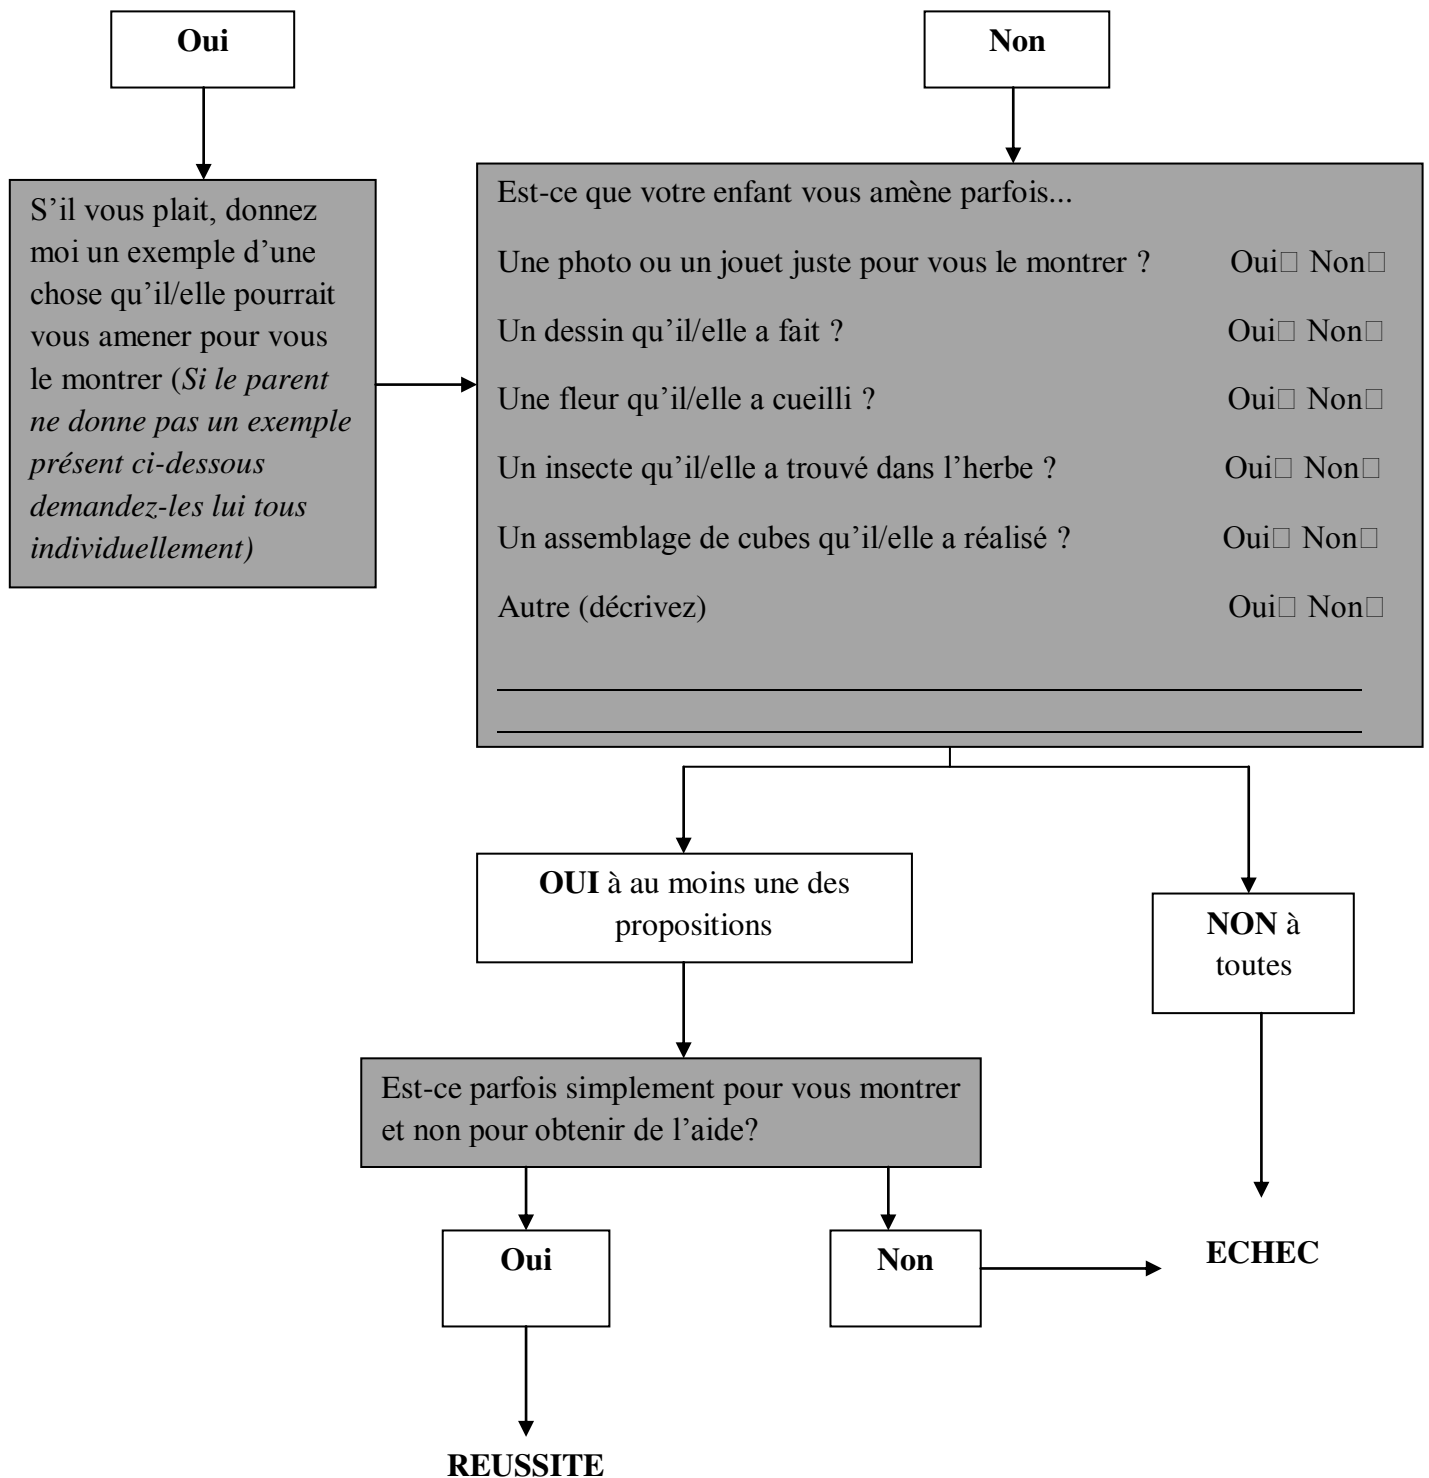 Oui
Non
S’il vous plait, donnez
moi un exemple d’une
chose qu’il/elle pourrait
vous amener pour vous
le montrer (Si le parent
ne donne pas un exemple
présent ci-dessous
demandez-les lui tous
individuellement)
Est-ce que votre enfant vous amène parfois...
Une photo ou un jouet juste pour vous le montrer ? Oui□ Non□
Un dessin qu’il/elle a fait ? Oui□ Non□
Une fleur qu’il/elle a cueilli ? Oui□ Non□
Un insecte qu’il/elle a trouvé dans l’herbe ? Oui□ Non□
Un assemblage de cubes qu’il/elle a réalisé ? Oui□ Non□
Autre (décrivez) Oui□ Non□
OUI à au moins une des
propositions
NON à
toutes
Est-ce parfois simplement pour vous montrer
et non pour obtenir de l’aide?
Oui
Non
ECHEC
REUSSITE